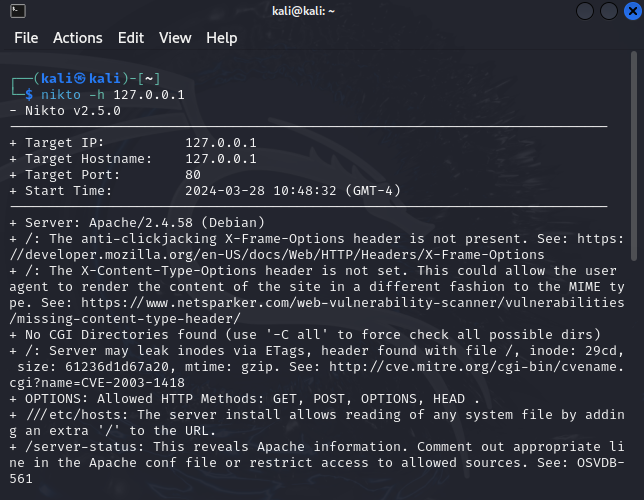 kali@kali: ~
File Actions Edit View Help
┌──(kali㉿kali)-[~]
└─$ nikto -h 127.0.0.1
- Nikto v2.5.0
---------------------------------------------------------------------------
+ Target IP:          127.0.0.1
+ Target Hostname:    127.0.0.1
+ Target Port:        80
+ Start Time:         2024-03-28 10:48:32 (GMT-4)
---------------------------------------------------------------------------
+ Server: Apache/2.4.58 (Debian)
+ /: The anti-clickjacking X-Frame-Options header is not present. See: https:
//developer.mozilla.org/en-US/docs/Web/HTTP/Headers/X-Frame-Options
+ /: The X-Content-Type-Options header is not set. This could allow the user
agent to render the content of the site in a different fashion to the MIME ty
pe. See: https://www.netsparker.com/web-vulnerability-scanner/vulnerabilities
/missing-content-type-header/
+ No CGI Directories found (use '-C all' to force check all possible dirs)
+ /: Server may leak inodes via ETags, header found with file /, inode: 29cd,
 size: 61236d1d67a20, mtime: gzip. See: http://cve.mitre.org/cgi-bin/cvename.
cgi?name=CVE-2003-1418
+ OPTIONS: Allowed HTTP Methods: GET, POST, OPTIONS, HEAD .
+ ///etc/hosts: The server install allows reading of any system file by addin
g an extra '/' to the URL.
+ /server-status: This reveals Apache information. Comment out appropriate li
ne in the Apache conf file or restrict access to allowed sources. See: OSVDB-
561